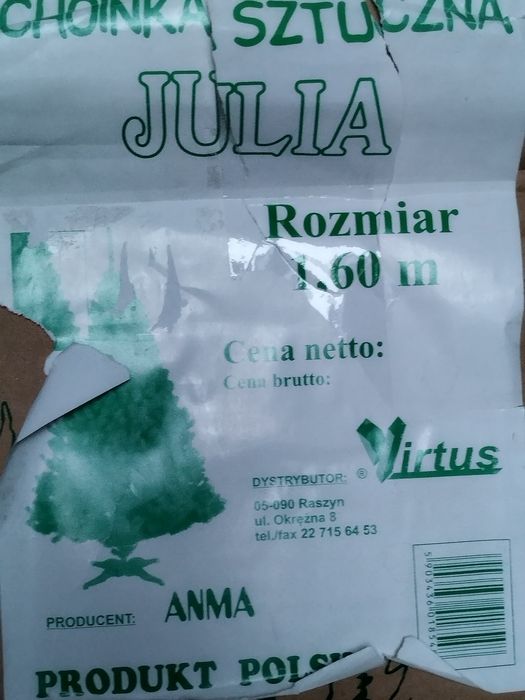 CHOINKA SZTUCZNA
JULIA
Rozmiar
1.60 m
Cena netto:
Cena brutto:
Virtus
DYSTRYBUTOR: ®
05-090 Raszyn
ul. Okrężna 8
tel./fax 22 715 64 53
PRODUCENT: ANMA
PRODUKT